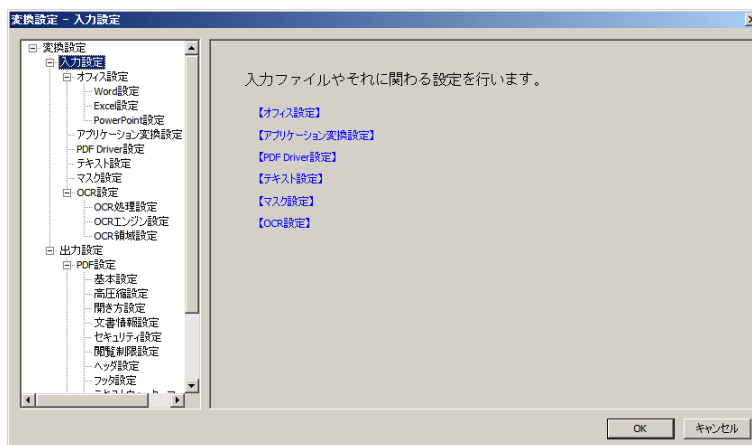 変換設定 - 入力設定
変換設定
入力設定
オフィス設定
Word設定
Excel設定
PowerPoint設定
アプリケーション変換設定
PDF Driver設定
テキスト設定
マスク設定
OCR設定
OCR処理設定
OCRエンジン設定
OCR領域設定
出力設定
PDF設定
基本設定
高圧縮設定
開き方設定
文書情報設定
セキュリティ設定
閲覧制限設定
ヘッダ設定
フッタ設定
入力ファイルやそれに関わる設定を行います。
【オフィス設定】
【アプリケーション変換設定】
【PDF Driver設定】
【テキスト設定】
【マスク設定】
【OCR設定】
OK
キャンセル